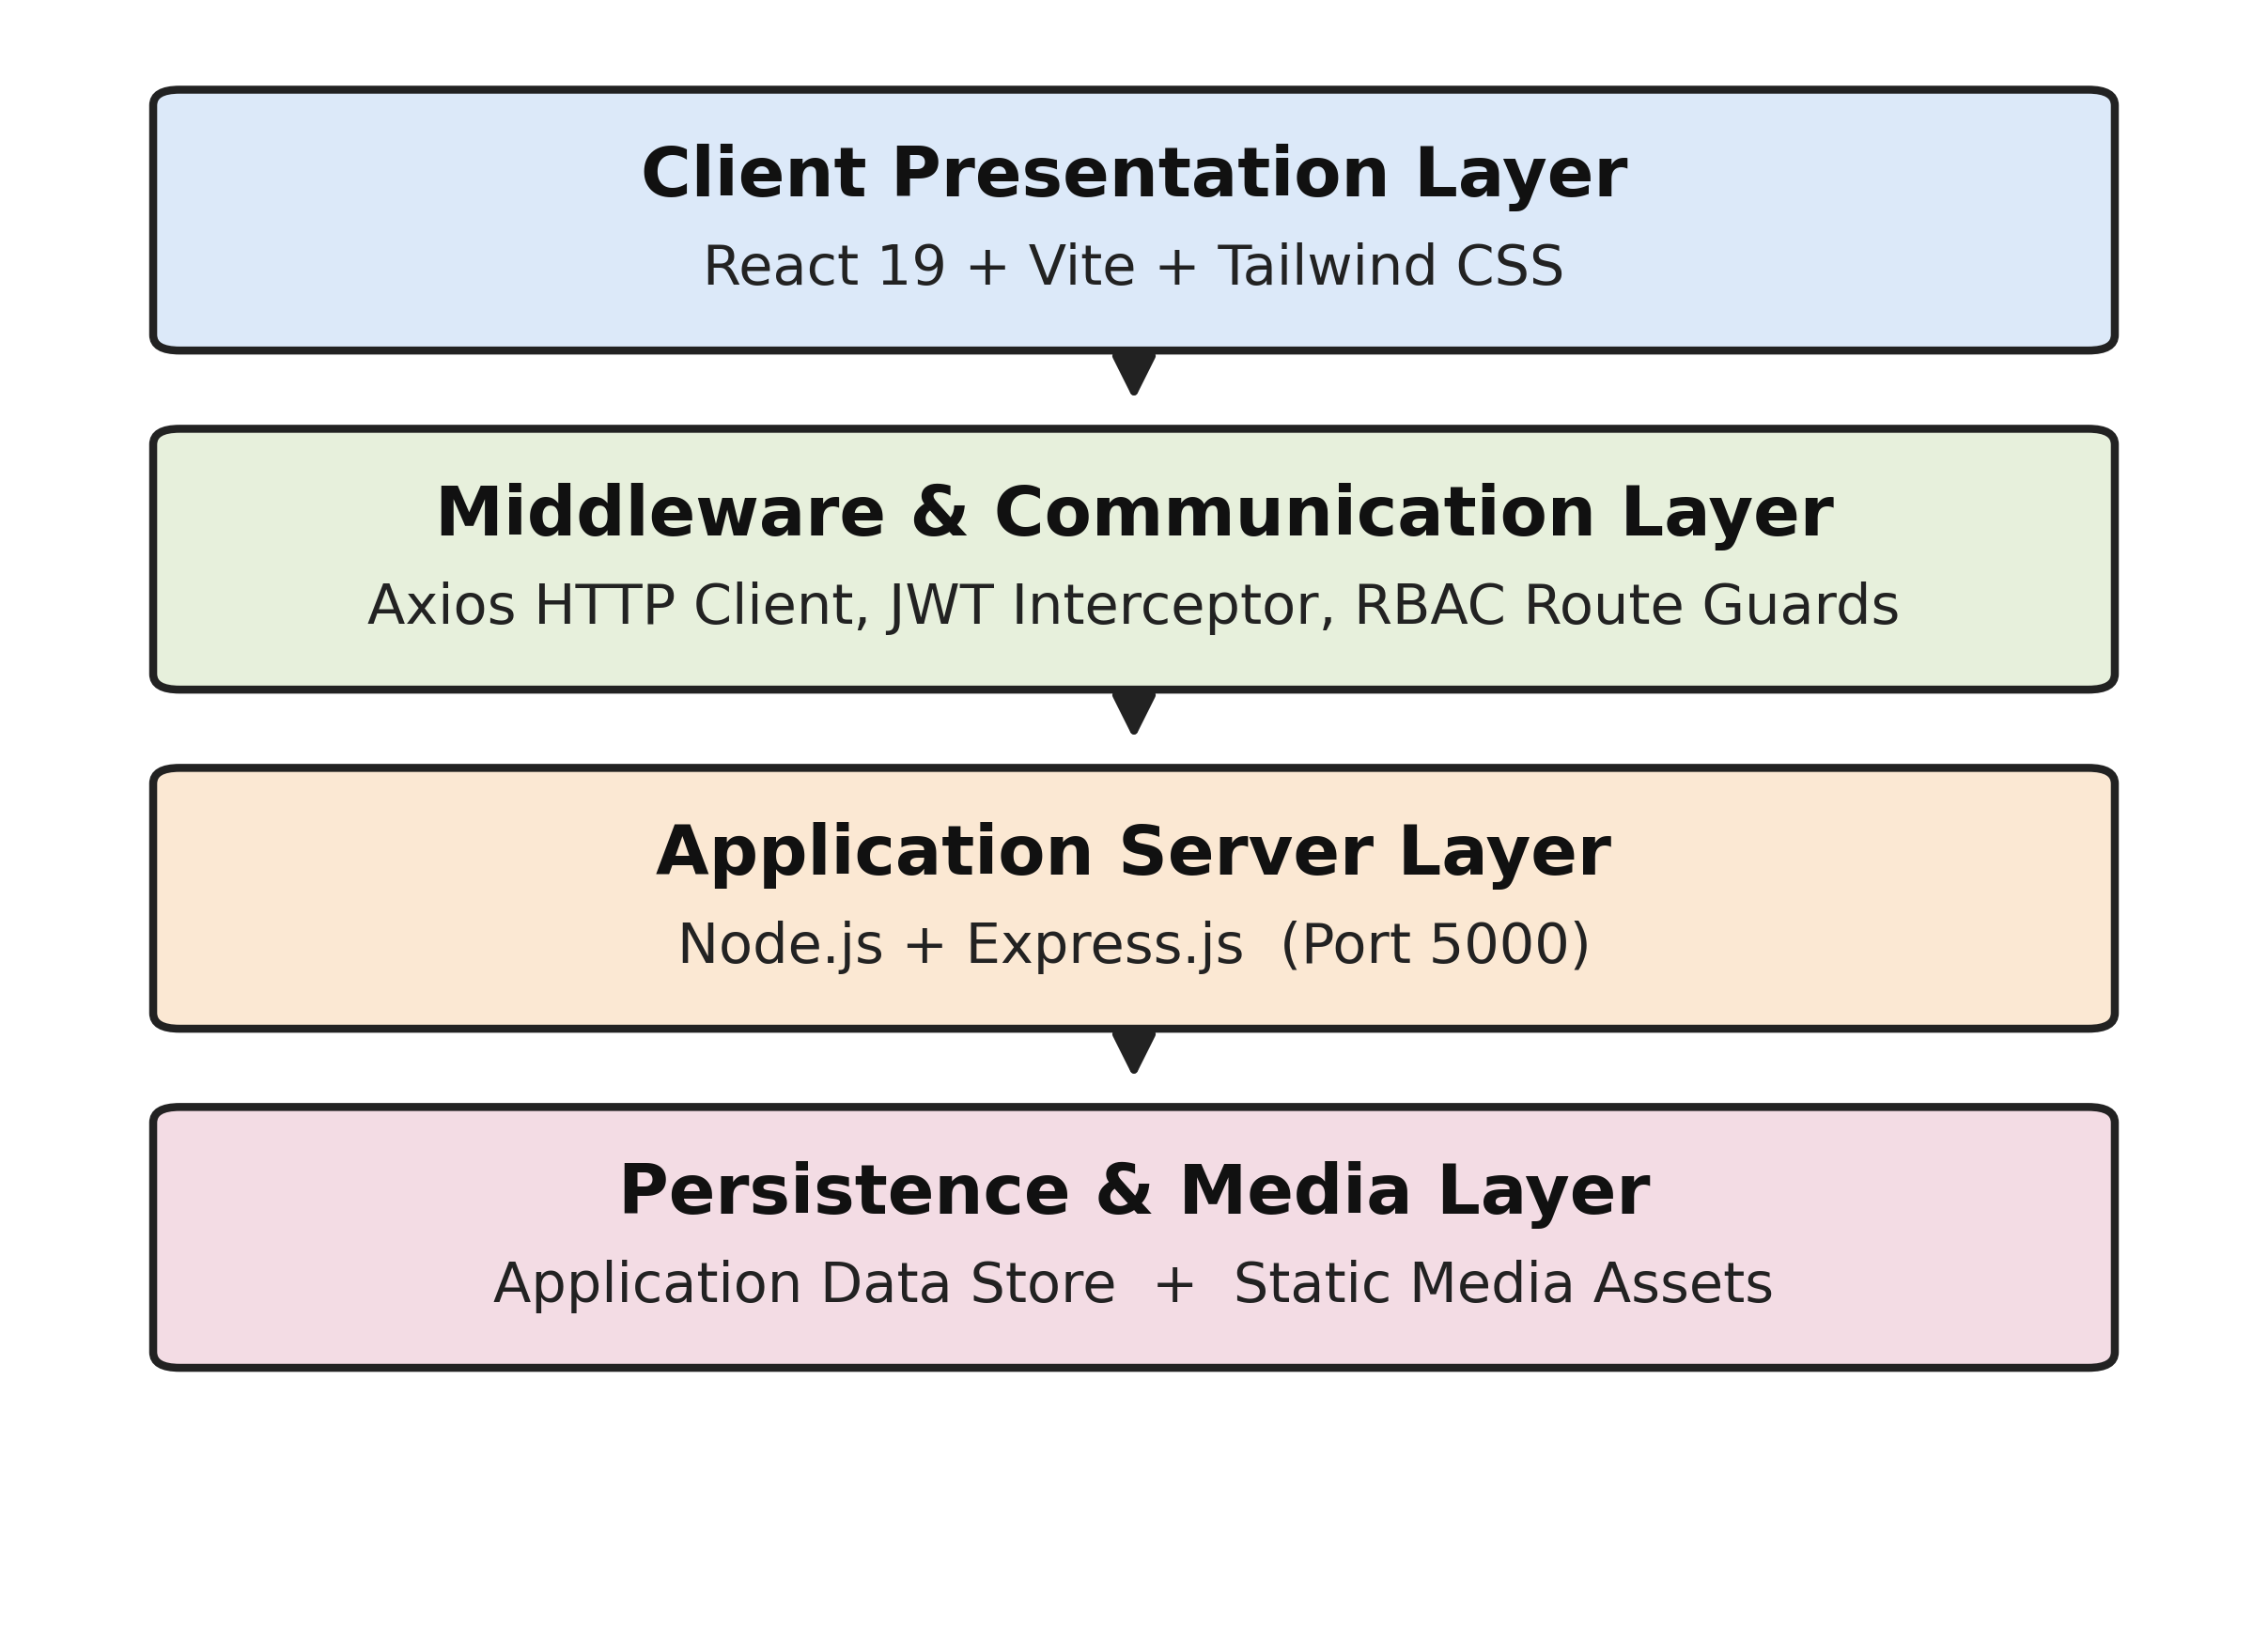 Client Presentation Layer
React 19 + Vite + Tailwind CSS
Middleware & Communication Layer
Axios HTTP Client, JWT Interceptor, RBAC Route Guards
Application Server Layer
Node.js + Express.js  (Port 5000)
Persistence & Media Layer
Application Data Store  +  Static Media Assets